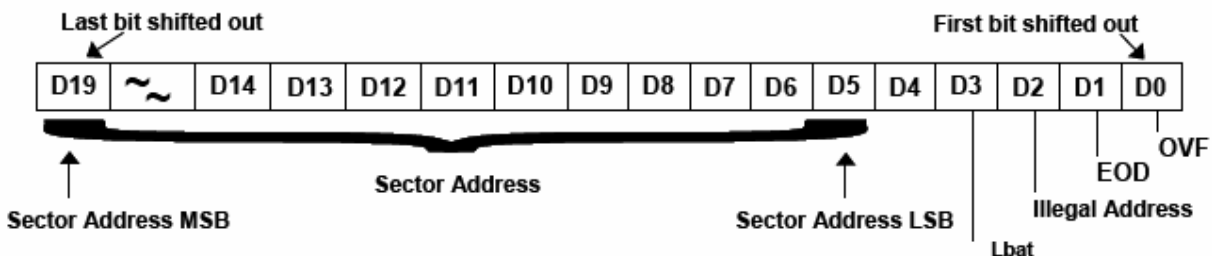 Last bit shifted out
First bit shifted out
D19 ~~ D14 D13 D12 D11 D10 D9 D8 D7 D6 D5 D4 D3 D2 D1 D0
OVF
EOD
Sector Address
Illegal Address
Sector Address MSB
Sector Address LSB
Lbat